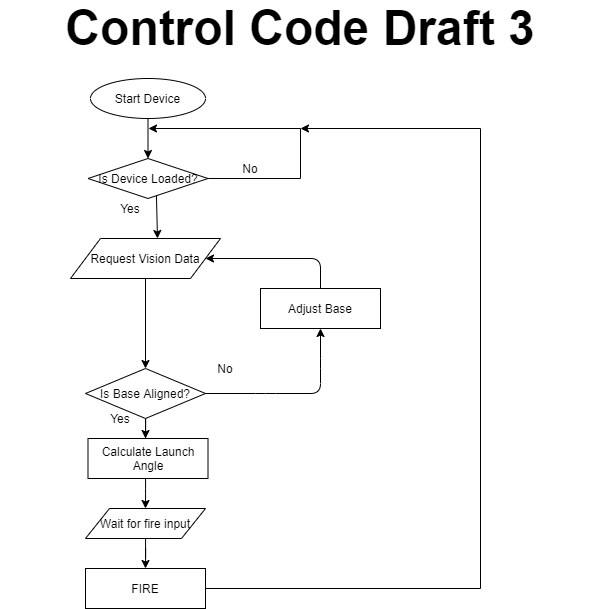 Control Code Draft 3
Start Device
Is Device Loaded?
No
Yes
Request Vision Data
Adjust Base
No
Is Base Aligned?
Yes
Calculate Launch
Angle
Wait for fire input
FIRE